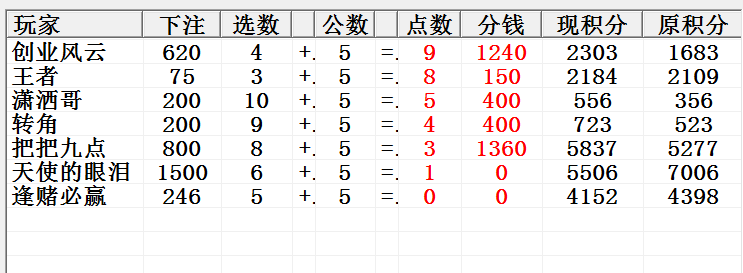 玩家 下注 选数 公数 点数 分钱 现积分 原积分
创业风云 620 4 +. 5 =. 9 1240 2303 1683
王者 75 3 +. 5 =. 8 150 2184 2109
潇洒哥 200 10 +. 5 =. 5 400 556 356
转角 200 9 +. 5 =. 4 400 723 523
把把九点 800 8 +. 5 =. 3 1360 5837 5277
天使的眼泪 1500 6 +. 5 =. 1 0 5506 7006
逢赌必赢 246 5 +. 5 =. 0 0 4152 4398